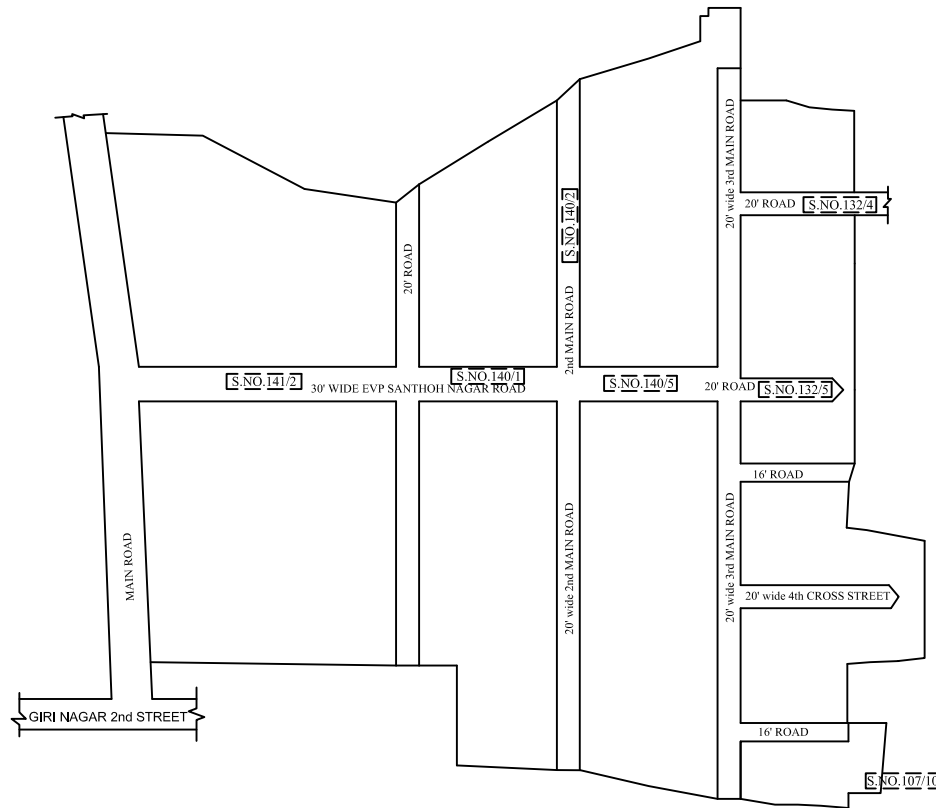 20' wide 3rd MAIN ROAD
20' ROAD
S.NO.132/4
S.NO.140/2
20' ROAD
2nd MAIN ROAD
S.NO.141/2
S.NO.140/1
S.NO.140/5
30' WIDE EVP SANTHOH NAGAR ROAD
20' ROAD
S.NO.132/5
16' ROAD
MAIN ROAD
20' wide 2nd MAIN ROAD
20' wide 3rd MAIN ROAD
20' wide 4th CROSS STREET
GIRI NAGAR 2nd STREET
16' ROAD
S.NO.107/10